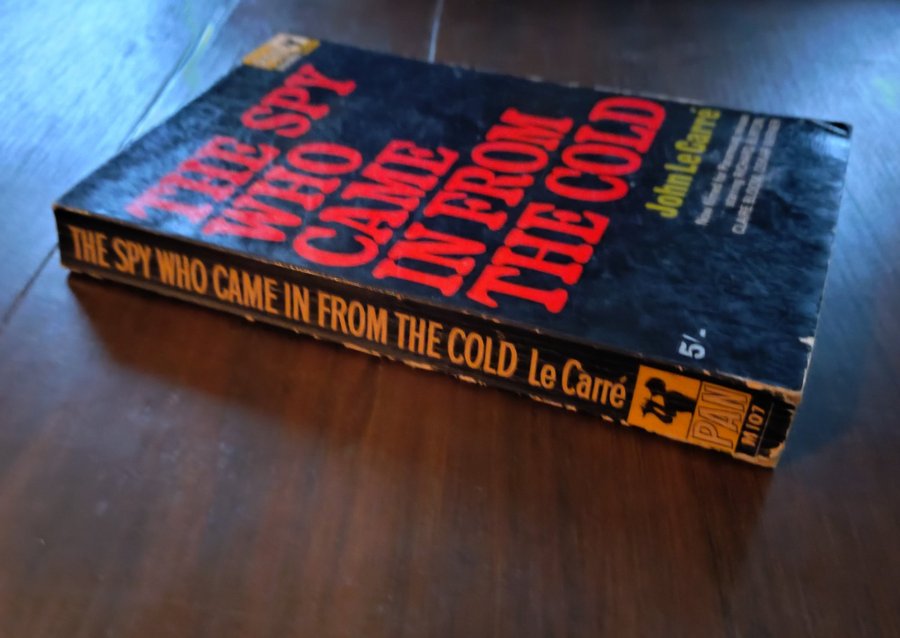 THE SPY
WHO
CAME
IN FROM
THE COLD
John Le Carré
5/-
THE SPY WHO CAME IN FROM THE COLD Le Carré
PAN
M107